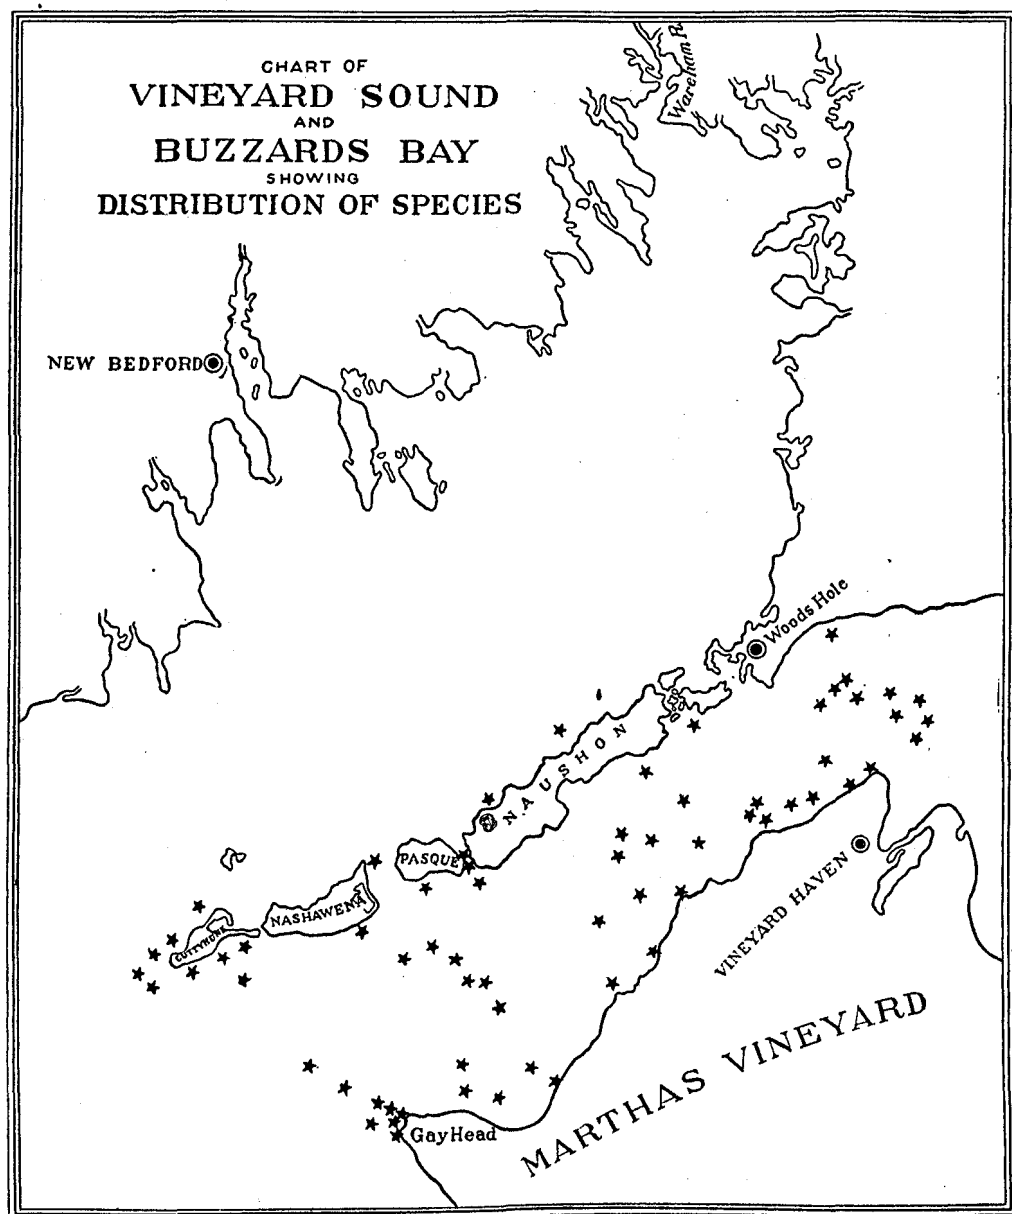 CHART OF
VINEYARD SOUND
AND
BUZZARDS BAY
SHOWING
DISTRIBUTION OF SPECIES
Wareham R.
NEW BEDFORD
Woods Hole
NAUSHON
PASQUE
NASHAWENA
CUTTYHUNK
VINEYARD HAVEN
MARTHAS VINEYARD
Gay Head